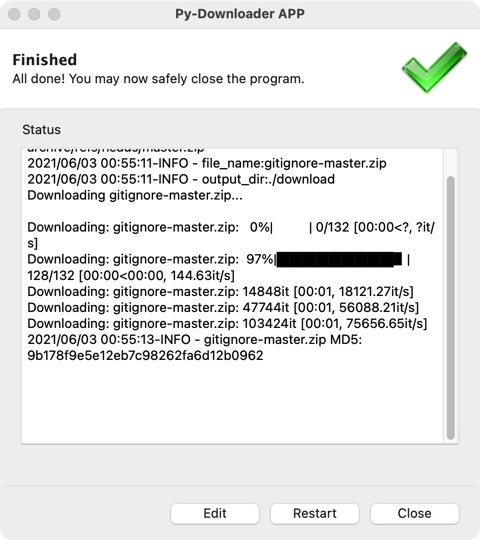 Py-Downloader APP
Finished
All done! You may now safely close the program.
Status
archive/refs/heads/master.zip
2021/06/03 00:55:11-INFO - file_name:gitignore-master.zip
2021/06/03 00:55:11-INFO - output_dir:./download
Downloading gitignore-master.zip...
Downloading: gitignore-master.zip:   0%|          | 0/132 [00:00<?, ?it/
s]
Downloading: gitignore-master.zip:  97%|█████████▋|
128/132 [00:00<00:00, 144.63it/s]
Downloading: gitignore-master.zip: 14848it [00:01, 18121.27it/s]
Downloading: gitignore-master.zip: 47744it [00:01, 56088.21it/s]
Downloading: gitignore-master.zip: 103424it [00:01, 75656.65it/s]
2021/06/03 00:55:13-INFO - gitignore-master.zip MD5:
9b178f9e5e12eb7c98262fa6d12b0962
Edit
Restart
Close